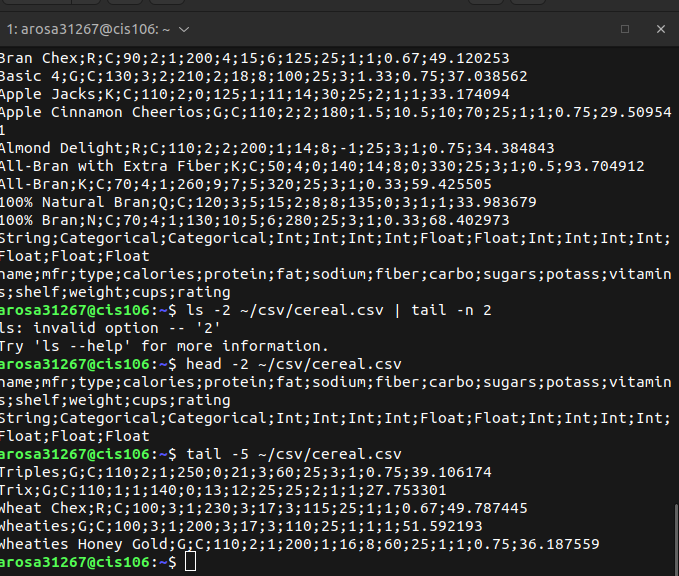 1: arosa31267@cis106: ~
Bran Chex;R;C;90;2;1;200;4;15;6;125;25;1;1;0.67;49.120253
Basic 4;G;C;130;3;2;210;2;18;8;100;25;3;1.33;0.75;37.038562
Apple Jacks;K;C;110;2;0;125;1;11;14;30;25;2;1;1;33.174094
Apple Cinnamon Cheerios;G;C;110;2;2;180;1.5;10.5;10;70;25;1;1;0.75;29.50954
1
Almond Delight;R;C;110;2;2;200;1;14;8;-1;25;3;1;0.75;34.384843
All-Bran with Extra Fiber;K;C;50;4;0;140;14;8;0;330;25;3;1;0.5;93.704912
All-Bran;K;C;70;4;1;260;9;7;5;320;25;3;1;0.33;59.425505
100% Natural Bran;Q;C;120;3;5;15;2;8;8;135;0;3;1;1;33.983679
100% Bran;N;C;70;4;1;130;10;5;6;280;25;3;1;0.33;68.402973
String;Categorical;Categorical;Int;Int;Int;Int;Float;Float;Int;Int;Int;Int;
Float;Float;Float
name;mfr;type;calories;protein;fat;sodium;fiber;carbo;sugars;potass;vitamin
s;shelf;weight;cups;rating
arosa31267@cis106:~$ ls -2 ~/csv/cereal.csv | tail -n 2
ls: invalid option -- '2'
Try 'ls --help' for more information.
arosa31267@cis106:~$ head -2 ~/csv/cereal.csv
name;mfr;type;calories;protein;fat;sodium;fiber;carbo;sugars;potass;vitamin
s;shelf;weight;cups;rating
String;Categorical;Categorical;Int;Int;Int;Int;Float;Float;Int;Int;Int;Int;
Float;Float;Float
arosa31267@cis106:~$ tail -5 ~/csv/cereal.csv
Triples;G;C;110;2;1;250;0;21;3;60;25;3;1;0.75;39.106174
Trix;G;C;110;1;1;140;0;13;12;25;25;2;1;1;27.753301
Wheat Chex;R;C;100;3;1;230;3;17;3;115;25;1;1;0.67;49.787445
Wheaties;G;C;100;3;1;200;3;17;3;110;25;1;1;1;51.592193
Wheaties Honey Gold;G;C;110;2;1;200;1;16;8;60;25;1;1;0.75;36.187559
arosa31267@cis106:~$